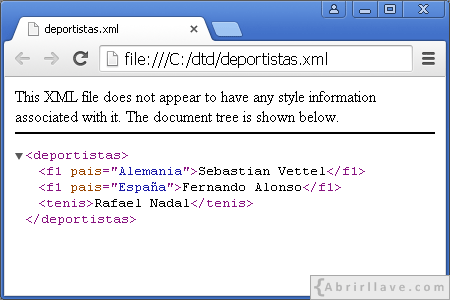 deportistas.xml
file:///C:/dtd/deportistas.xml
This XML file does not appear to have any style information
associated with it. The document tree is shown below.
▼<deportistas>
<f1 pais="Alemania">Sebastian Vettel</f1>
<f1 pais="España">Fernando Alonso</f1>
<tenis>Rafael Nadal</tenis>
</deportistas>
{Abrirllave.com